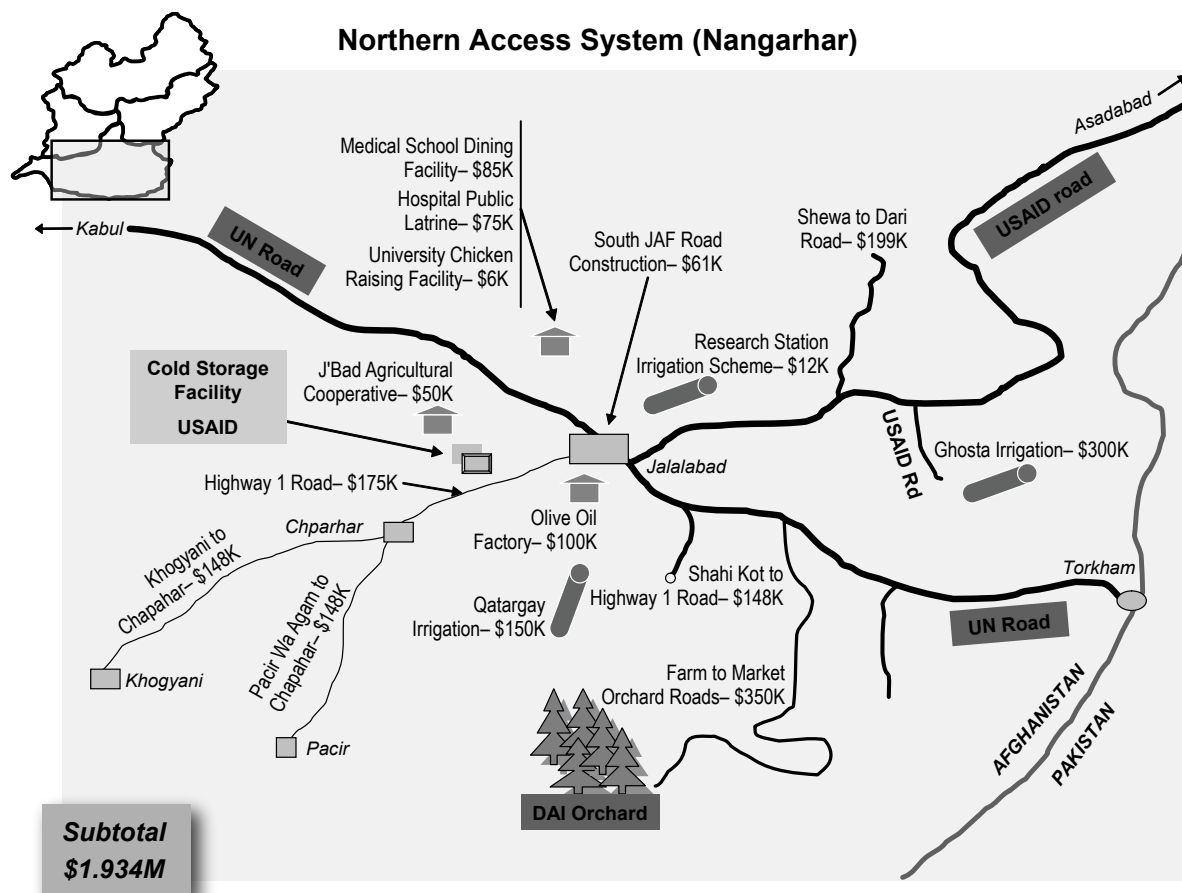 Northern Access System (Nangarhar)
Asadabad
USAID road
Medical School Dining
Facility– $85K
Hospital Public
Latrine– $75K
University Chicken
Raising Facility– $6K
Kabul
UN Road
South JAF Road
Construction– $61K
Shewa to Dari
Road– $199K
Research Station
Irrigation Scheme– $12K
Cold Storage
Facility
USAID
J'Bad Agricultural
Cooperative– $50K
USAID Rd
Ghosta Irrigation– $300K
Jalalabad
Highway 1 Road– $175K
Chparhar
Olive Oil
Factory– $100K
Khogyani to
Chapahar– $148K
Pacir Wa Agam to
Chapahar– $148K
Shahi Kot to
Highway 1 Road– $148K
Qatargay
Irrigation– $150K
Torkham
UN Road
Khogyani
Pacir
Farm to Market
Orchard Roads– $350K
AFGHANISTAN
PAKISTAN
DAI Orchard
Subtotal
$1.934M